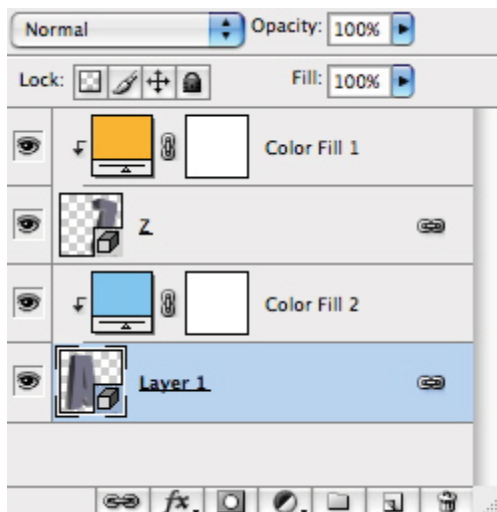 Normal Opacity: 100%
Lock: Fill: 100%
Color Fill 1
Z
Color Fill 2
Layer 1
fx.